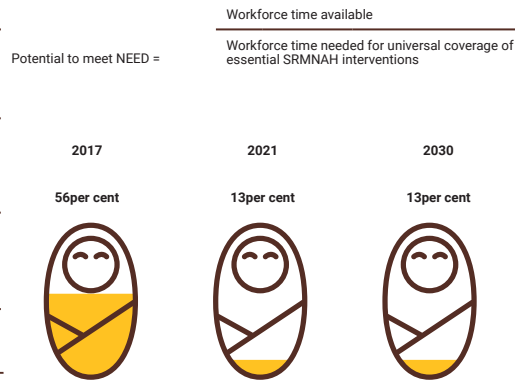 Workforce time available
Potential to meet NEED =
Workforce time needed for universal coverage of
essential SRMNAH interventions
2017
2021
2030
56per cent
13per cent
13per cent